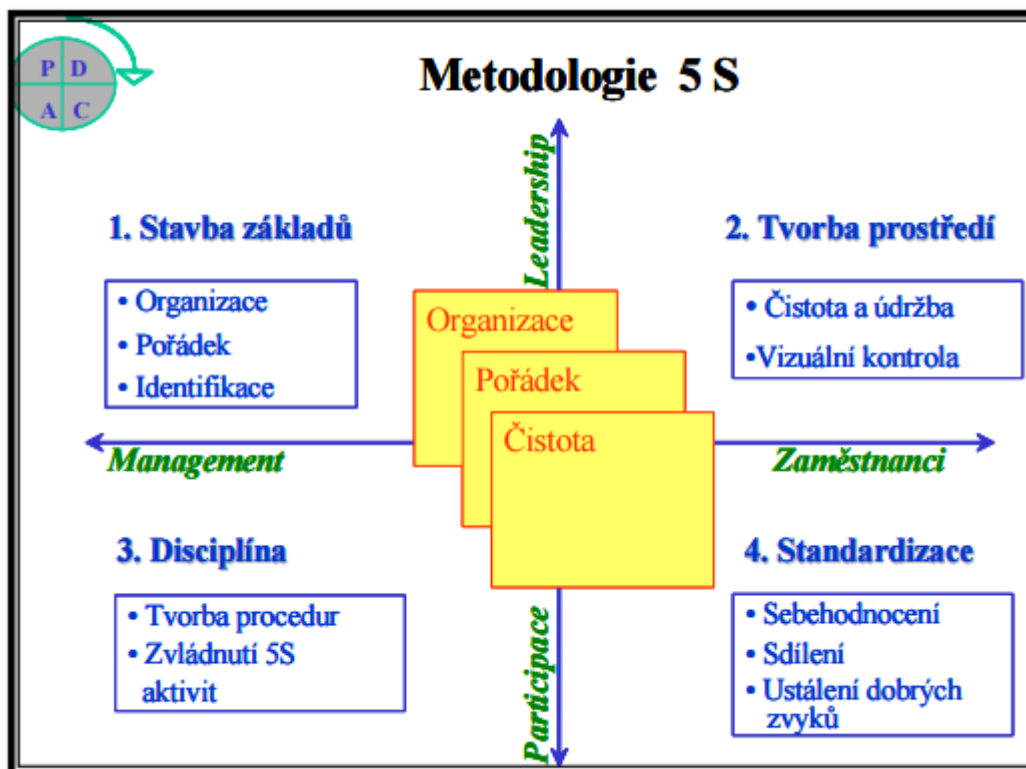 P D
A C
Metodologie 5 S
Leadership
1. Stavba základů
• Organizace
• Pořádek
• Identifikace
2. Tvorba prostředí
• Čistota a údržba
•Vizuální kontrola
Organizace
Pořádek
Čistota
Management
Zaměstnanci
3. Disciplína
• Tvorba procedur
• Zvládnutí 5S
aktivit
4. Standardizace
• Sebehodnocení
• Sdílení
• Ustálení dobrých
zvyků
Participace